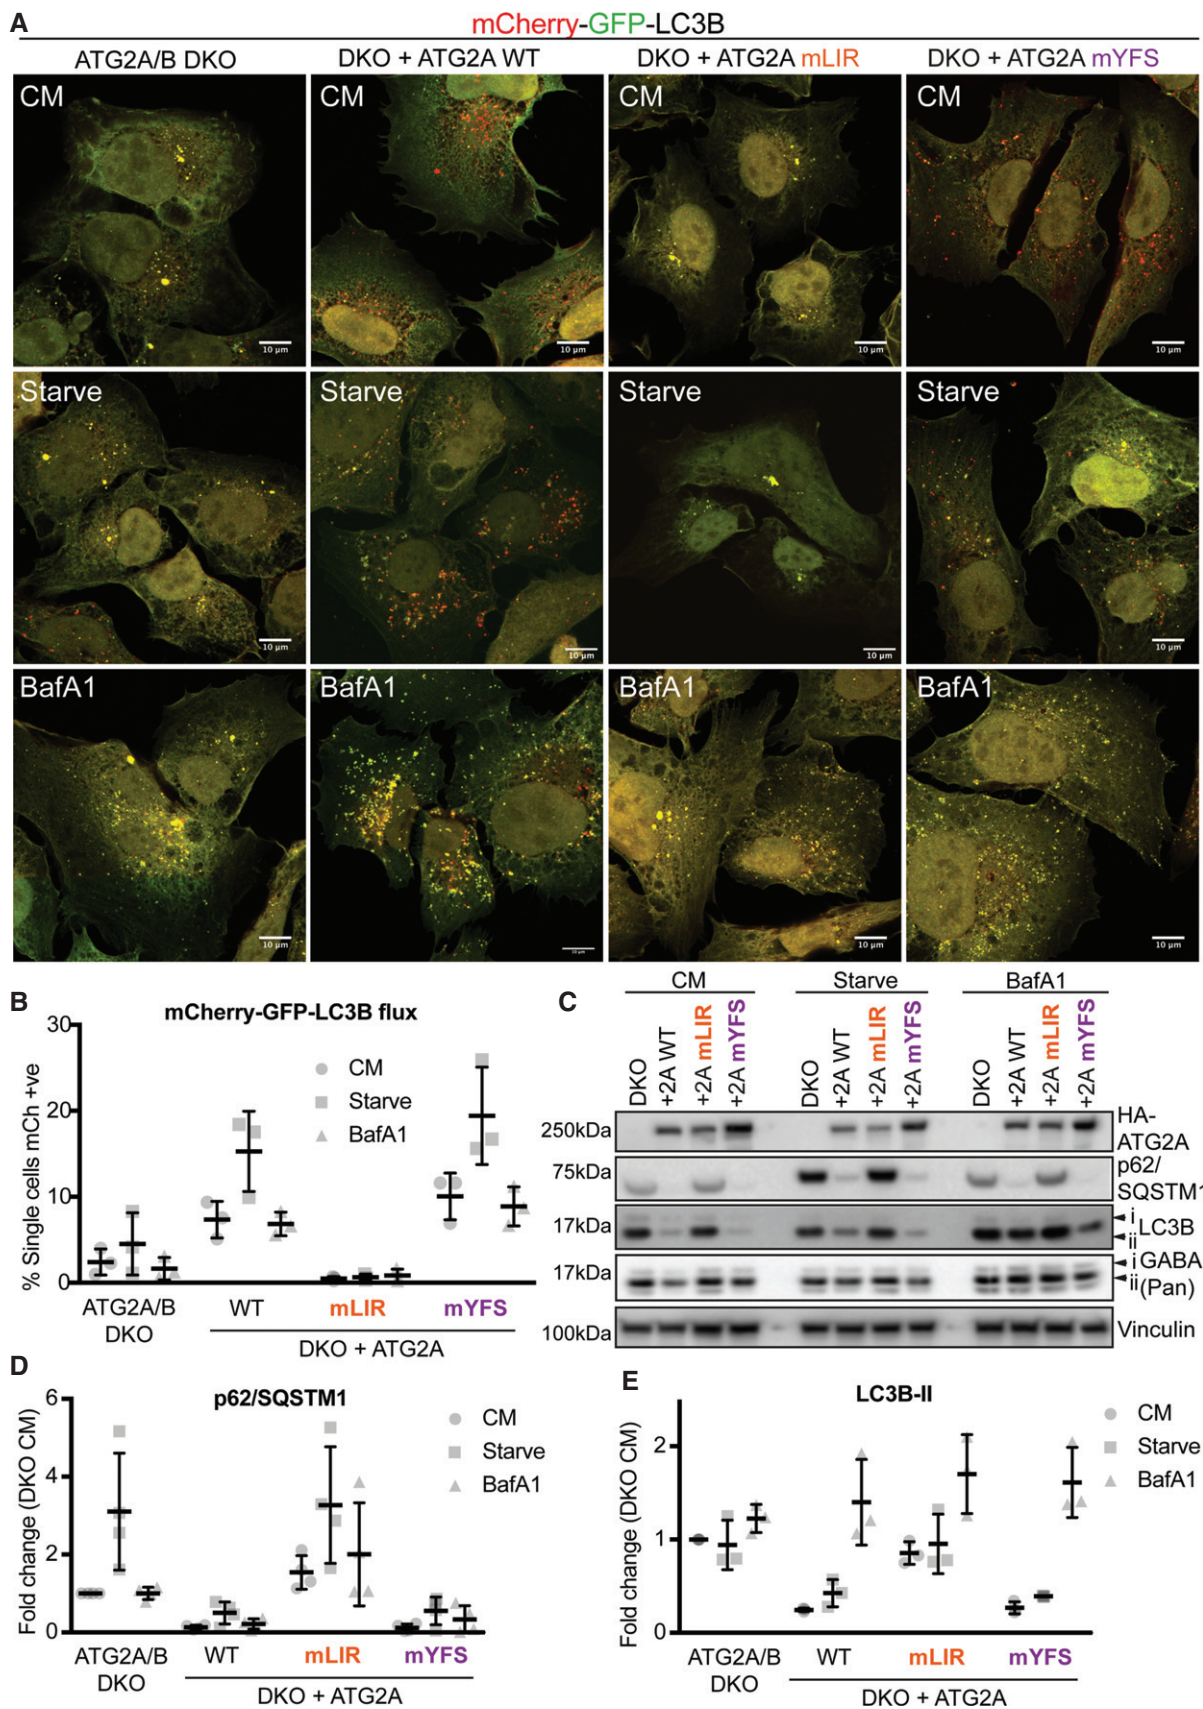 A
mCherry-GFP-LC3B
ATG2A/B DKO
DKO + ATG2A WT
DKO + ATG2A mLIR
DKO + ATG2A mYFS
CM
CM
CM
CM
10 µm
10 µm
10 µm
10 µm
Starve
Starve
Starve
Starve
10 µm
10 µm
10 µm
10 µm
BafA1
BafA1
BafA1
BafA1
10 µm
10 µm
10 µm
10 µm
B
mCherry-GFP-LC3B flux
% Single cells mCh +ve
30
20
10
0
CM
Starve
BafA1
ATG2A/B
DKO
WT
mLIR
mYFS
DKO + ATG2A
C
CM
Starve
BafA1
DKO
+2A WT
+2A mLIR
+2A mYFS
DKO
+2A WT
+2A mLIR
+2A mYFS
DKO
+2A WT
+2A mLIR
+2A mYFS
250kDa
HA-
ATG2A
75kDa
p62/
SQSTM1
17kDa
i
LC3B
ii
17kDa
i GABA
ii (Pan)
100kDa
Vinculin
D
p62/SQSTM1
Fold change (DKO CM)
6
4
2
0
CM
Starve
BafA1
ATG2A/B
DKO
WT
mLIR
mYFS
DKO + ATG2A
E
LC3B-II
Fold change (DKO CM)
2
1
0
CM
Starve
BafA1
ATG2A/B
DKO
WT
mLIR
mYFS
DKO + ATG2A